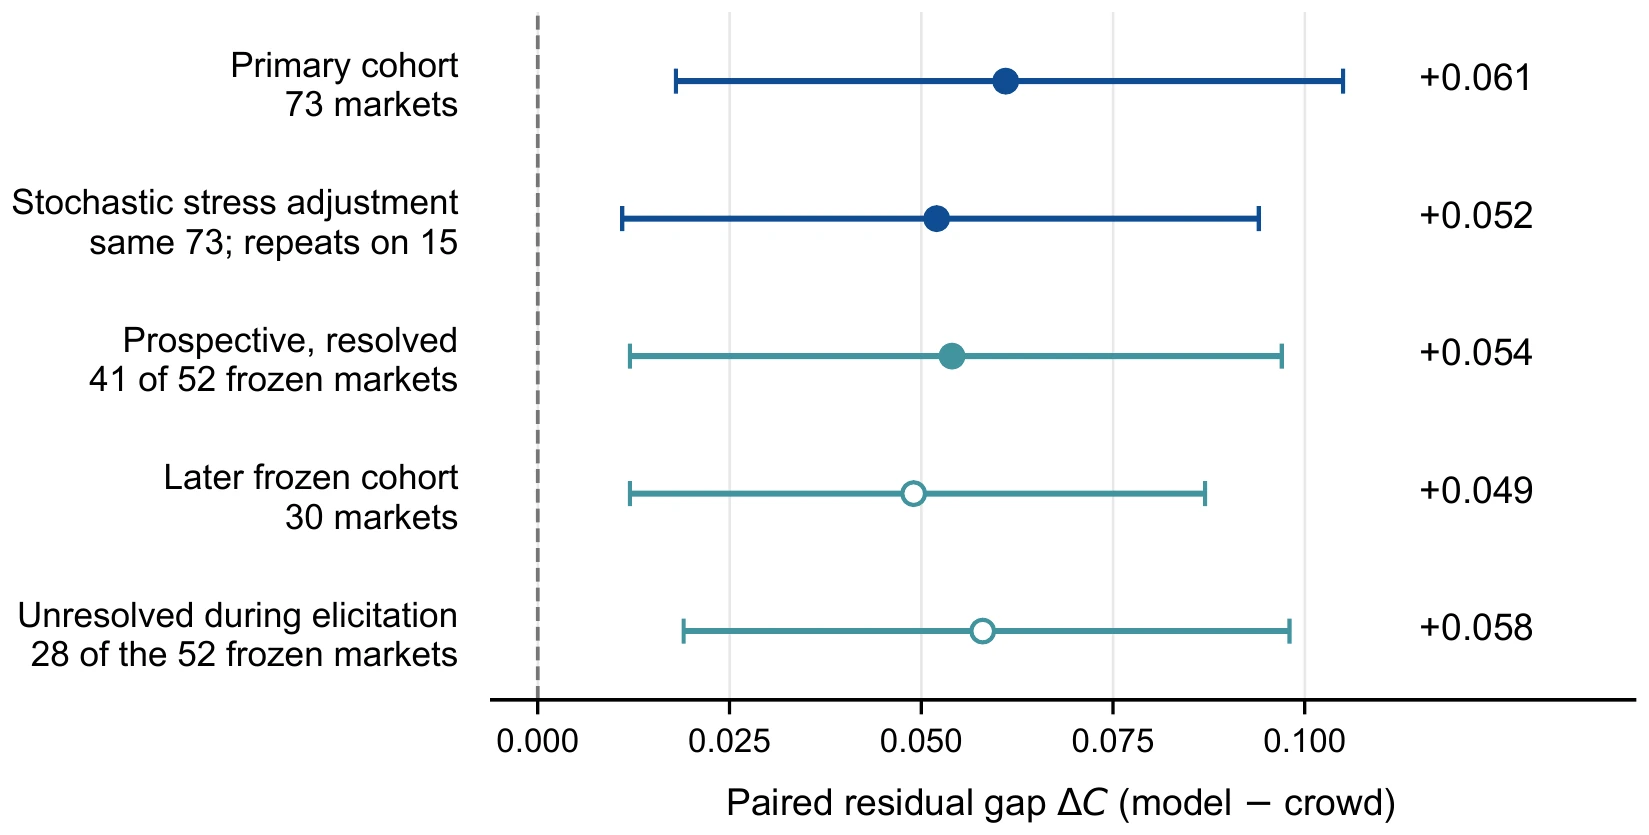 Primary cohort
73 markets
+0.061
Stochastic stress adjustment
same 73; repeats on 15
+0.052
Prospective, resolved
41 of 52 frozen markets
+0.054
Later frozen cohort
30 markets
+0.049
Unresolved during elicitation
28 of the 52 frozen markets
+0.058
0.000 0.025 0.050 0.075 0.100
Paired residual gap ΔC (model − crowd)